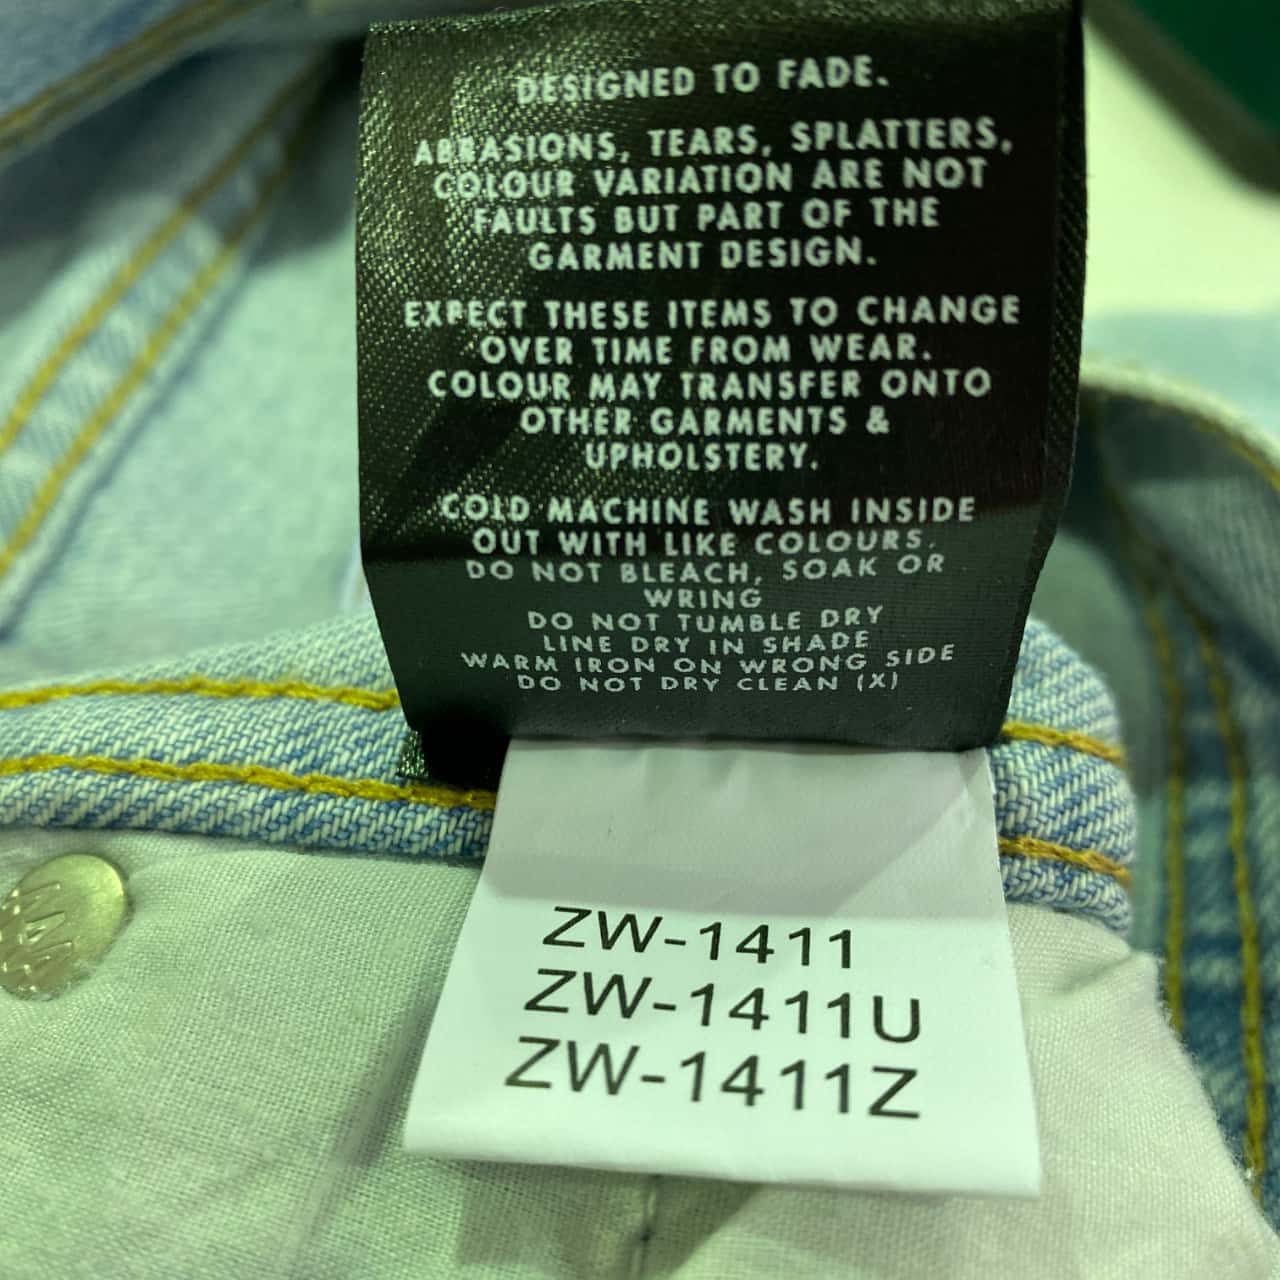 DESIGNED TO FADE.
ABRASIONS, TEARS, SPLATTERS,
COLOUR VARIATION ARE NOT
FAULTS BUT PART OF THE
GARMENT DESIGN.
EXPECT THESE ITEMS TO CHANGE
OVER TIME FROM WEAR.
COLOUR MAY TRANSFER ONTO
OTHER GARMENTS &
UPHOLSTERY.
COLD MACHINE WASH INSIDE
OUT WITH LIKE COLOURS.
DO NOT BLEACH, SOAK OR
WRING
DO NOT TUMBLE DRY
LINE DRY IN SHADE
WARM IRON ON WRONG SIDE
DO NOT DRY CLEAN (X)
ZW-1411
ZW-1411U
ZW-1411Z